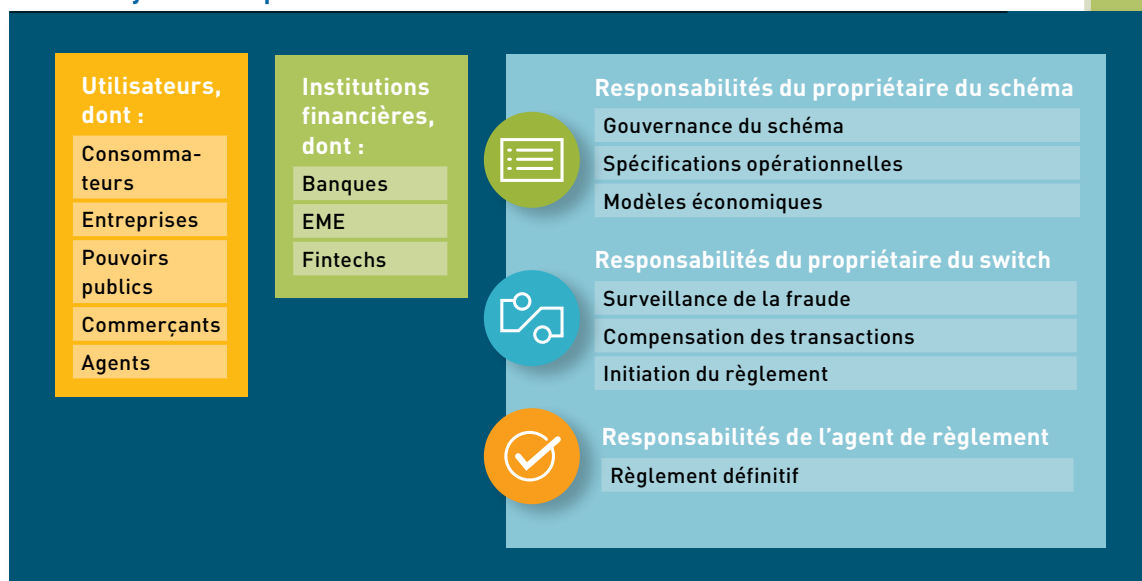 Utilisateurs,
dont :
Consomma-
teurs
Entreprises
Pouvoirs
publics
Commerçants
Agents
Institutions
financières,
dont :
Banques
EME
Fintechs
Responsabilités du propriétaire du schéma
Gouvernance du schéma
Spécifications opérationnelles
Modèles économiques
Responsabilités du propriétaire du switch
Surveillance de la fraude
Compensation des transactions
Initiation du règlement
Responsabilités de l’agent de règlement
Règlement définitif